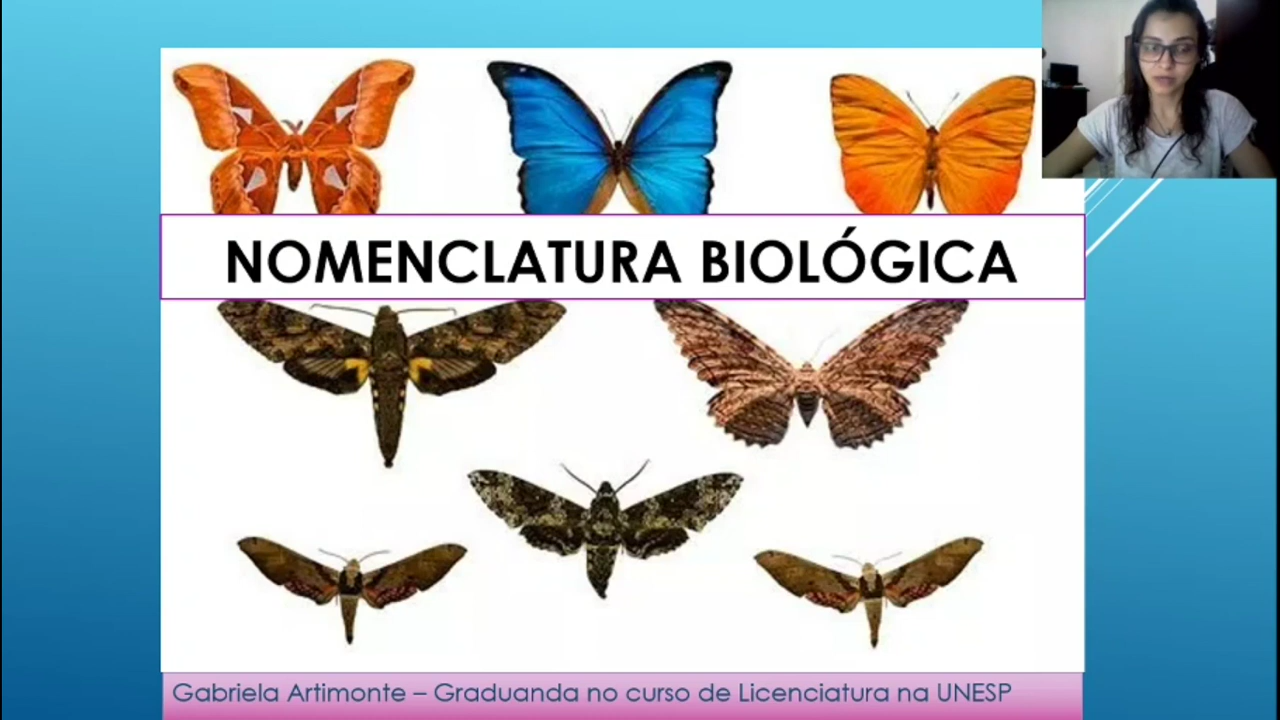 NOMENCLATURA BIOLÓGICA
Gabriela Artimonte – Graduanda no curso de Licenciatura na UNESP